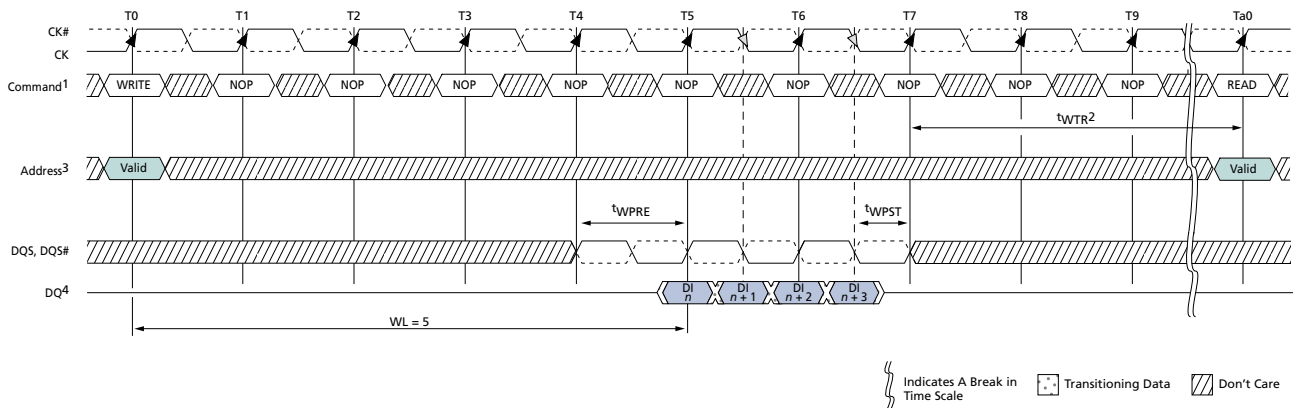 T0 T1 T2 T3 T4 T5 T6 T7 T8 T9 Ta0
CK#
CK
Command1 WRITE NOP NOP NOP NOP NOP NOP NOP NOP NOP READ
tWTR2
Address3 Valid Valid
tWPRE tWPST
DQS, DQS#
DQ4 DI n DI n + 1 DI n + 2 DI n + 3
WL = 5
Indicates A Break in
Time Scale
Transitioning Data
Don't Care